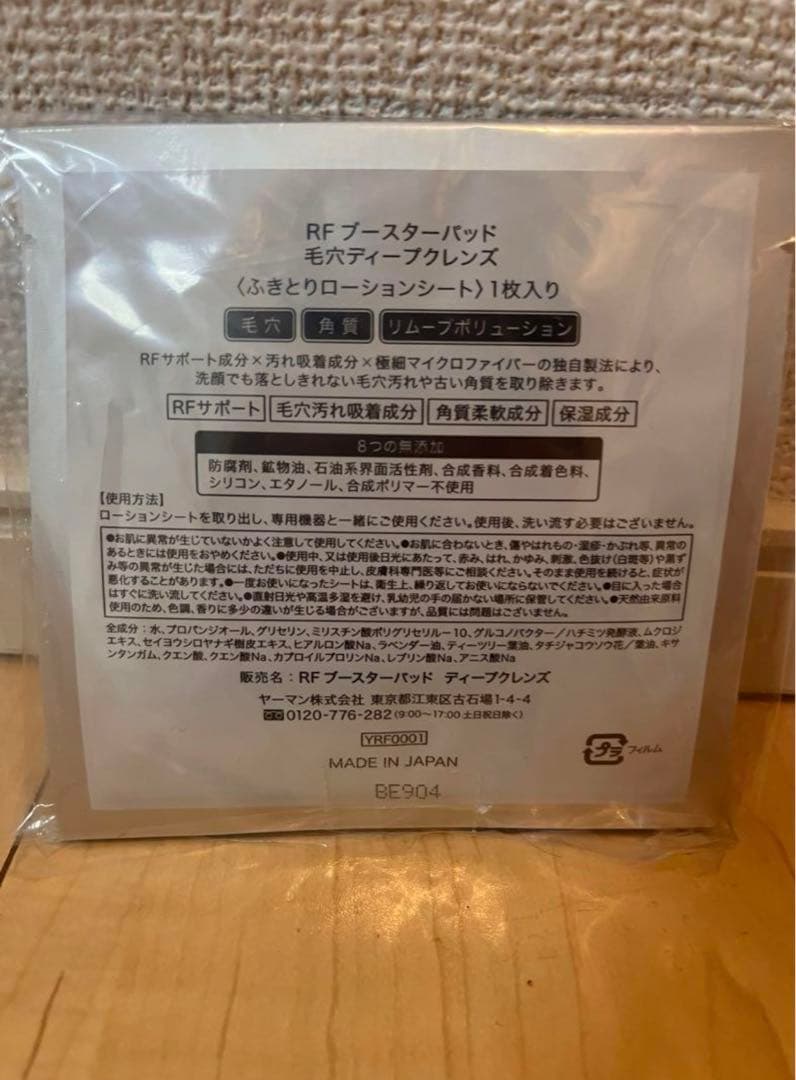 RF ブースターパッド
毛穴ディープクレンズ
〈ふきとりローションシート〉1枚入り
毛穴 角質 リムーブポリューション
RFサポート成分×汚れ吸着成分×極細マイクロファイバーの独自製法により、
洗顔でも落としきれない毛穴汚れや古い角質を取り除きます。
RFサポート 毛穴汚れ吸着成分 角質柔軟成分 保湿成分
8つの無添加
防腐剤、鉱物油、石油系界面活性剤、合成香料、合成着色料、
シリコン、エタノール、合成ポリマー不使用
【使用方法】
ローションシートを取り出し、専用機器と一緒にご使用ください。使用後、洗い流す必要はございません。
●お肌に異常が生じていないかよく注意して使用してください。●お肌に合わないとき、傷やはれもの・湿疹・かぶれ等、異常の
あるときには使用をおやめください。●使用中、又は使用後日光にあたって、赤み、はれ、かゆみ、刺激、色抜け(白斑等)や黒ず
み等の異常が生じた場合には、ただちに使用を中止し、皮膚科専門医等にご相談ください。そのまま使用を続けると、症状が
悪化することがあります。●一度お使いになったシートは、衛生上、繰り返してお使いにならないでください。●目に入った場合
はすぐに洗い流してください。●直射日光や高温多湿を避け、乳幼児の手の届かない場所に保管してください。●天然由来原料
使用のため、色調、香りに多少の違いが生じる場合がございますが、品質には問題はございません。
全成分：水、プロパンジオール、グリセリン、ミリスチン酸ポリグリセリル－10、グルコノバクター／ハチミツ発酵液、ムクロジ
エキス、セイヨウシロヤナギ樹皮エキス、ヒアルロン酸Na、ラベンダー油、ティーツリー葉油、タチジャコウソウ花／葉油、キサ
ンタンガム、クエン酸、クエン酸Na、カプロイルプロリンNa、レブリン酸Na、アニス酸Na
販売名：RF ブースターパッド ディープクレンズ
ヤーマン株式会社 東京都江東区古石場1-4-4
0120-776-282 (9:00～17:00 土日祝日除く)
YRF0001
プラ フィルム
MADE IN JAPAN
BE904